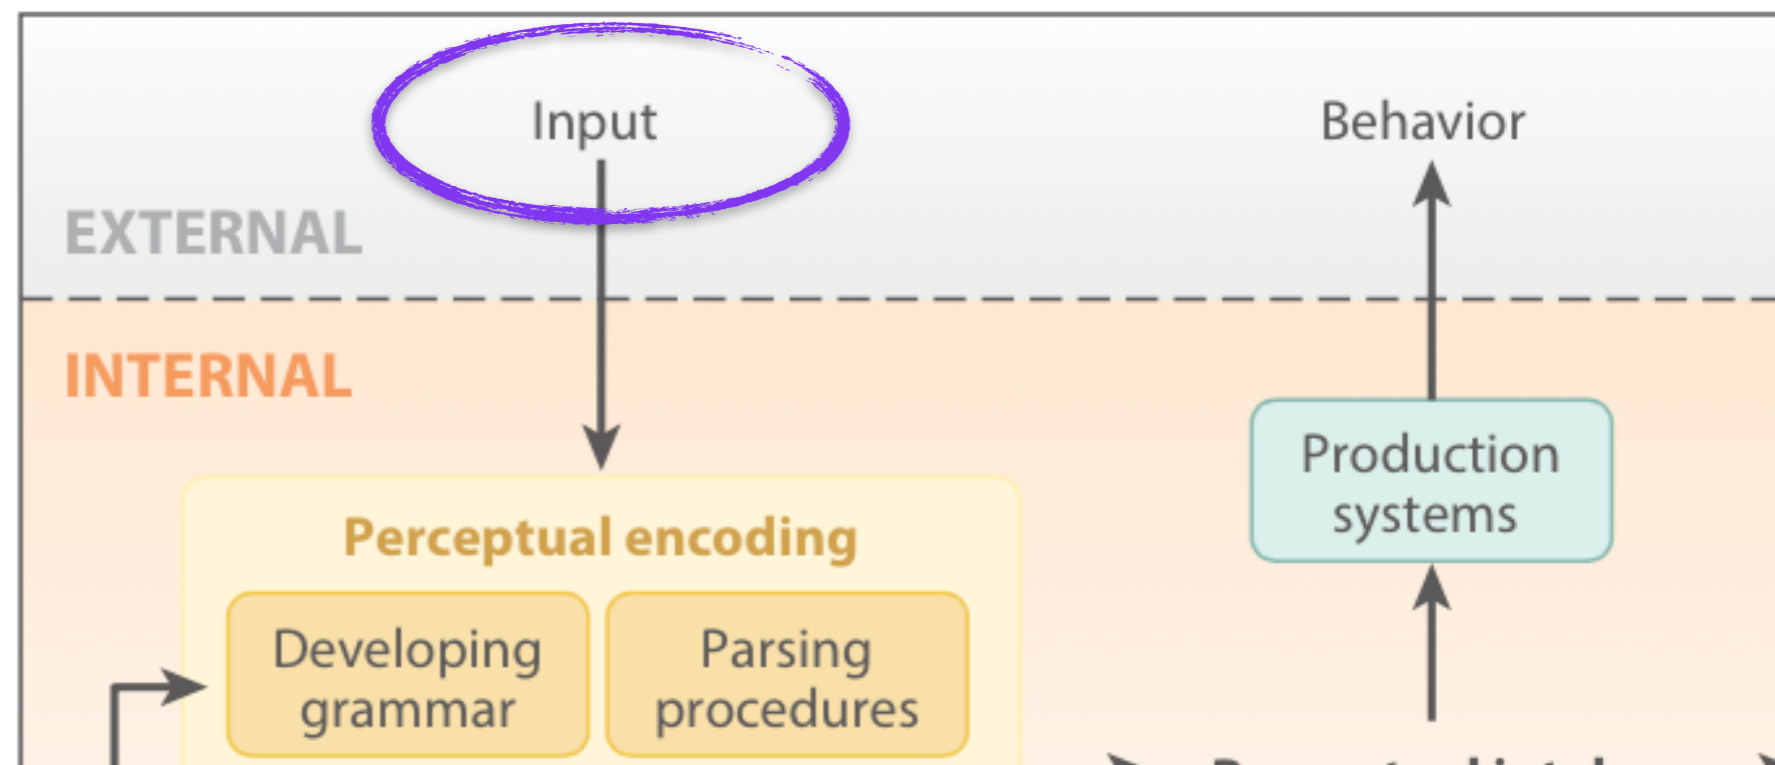 Input
Behavior
EXTERNAL
INTERNAL
Production
systems
Perceptual encoding
Developing
grammar
Parsing
procedures